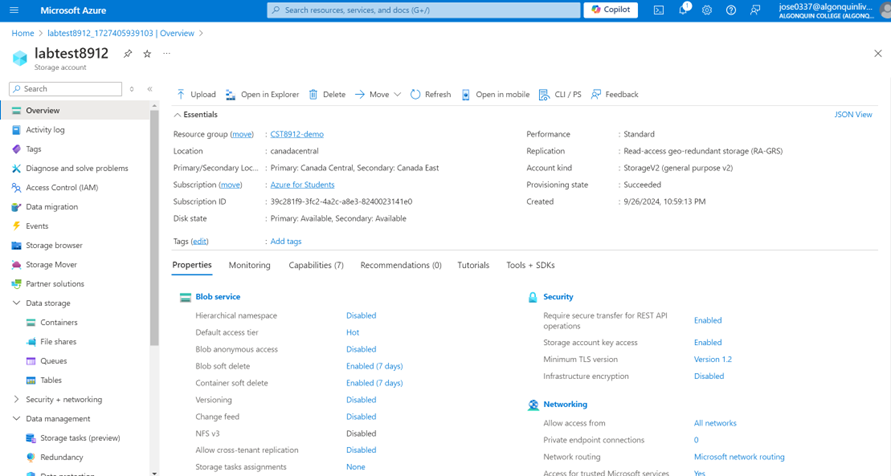 Microsoft Azure
Search resources, services, and docs (G+/)
Copilot
1
jose0337@algonquinliv...
ALGONQUIN COLLEGE (ALGONQ...
Home > labtest8912_1727405939103 | Overview >
labtest8912
Storage account
Search
Overview
Activity log
Tags
Diagnose and solve problems
Access Control (IAM)
Data migration
Events
Storage browser
Storage Mover
Partner solutions
Data storage
Containers
File shares
Queues
Tables
Security + networking
Data management
Storage tasks (preview)
Redundancy
Data protection
Upload Open in Explorer Delete Move Refresh Open in mobile CLI / PS Feedback
Essentials JSON View
Resource group (move) : CST8912-demo
Location : canadacentral
Primary/Secondary Loc... : Primary: Canada Central, Secondary: Canada East
Subscription (move) : Azure for Students
Subscription ID : 39c281f9-3fc2-4a2c-a8e3-8240023141e0
Disk state : Primary: Available, Secondary: Available
Tags (edit) : Add tags
Performance : Standard
Replication : Read-access geo-redundant storage (RA-GRS)
Account kind : StorageV2 (general purpose v2)
Provisioning state : Succeeded
Created : 9/26/2024, 10:59:13 PM
Properties Monitoring Capabilities (7) Recommendations (0) Tutorials Tools + SDKs
Blob service
Hierarchical namespace Disabled
Default access tier Hot
Blob anonymous access Disabled
Blob soft delete Enabled (7 days)
Container soft delete Enabled (7 days)
Versioning Disabled
Change feed Disabled
NFS v3 Disabled
Allow cross-tenant replication Disabled
Storage tasks assignments None
Security
Require secure transfer for REST API
operations Enabled
Storage account key access Enabled
Minimum TLS version Version 1.2
Infrastructure encryption Disabled
Networking
Allow access from All networks
Private endpoint connections 0
Network routing Microsoft network routing
Access for trusted Microsoft services Yes